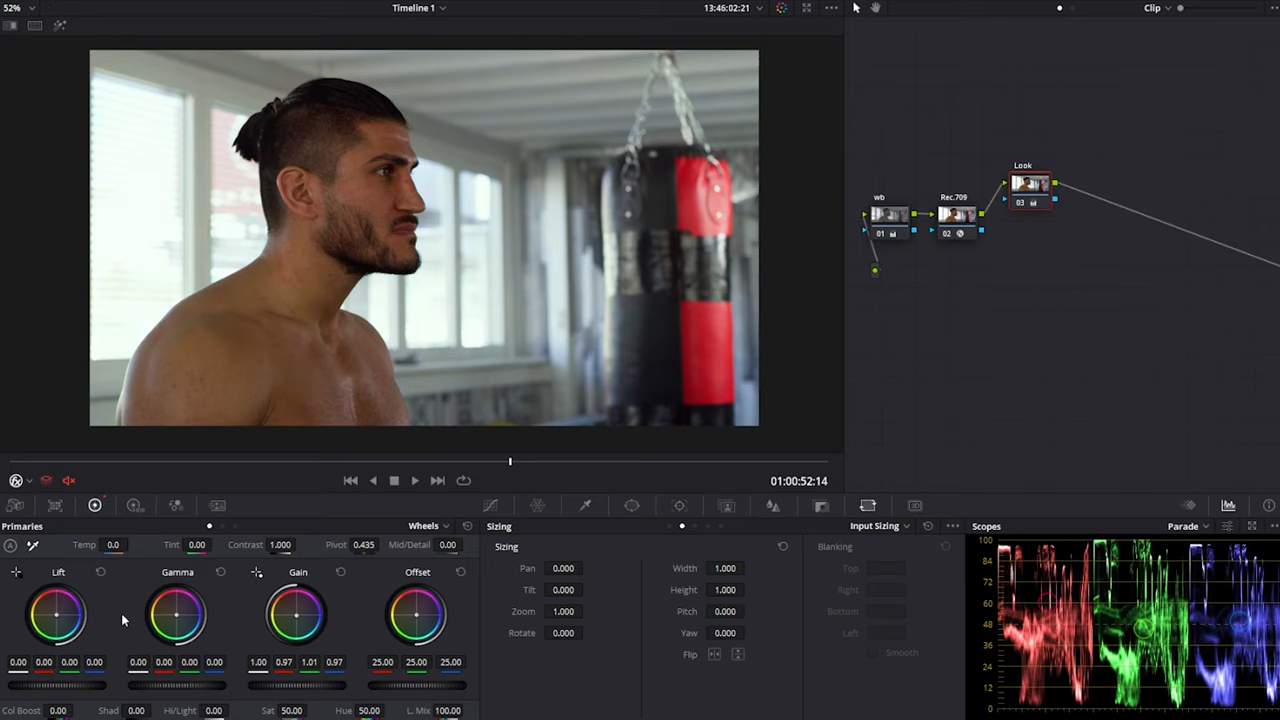 52%
Timeline 1
13:46:02:21
Clip
Look
03
wb
Rec.709
01
02
01:00:52:14
Primaries
Wheels
Sizing
Input Sizing
Scopes
Parade
Temp 0.0 Tint 0.00 Contrast 1.000 Pivot 0.435 Mid/Detail 0.00
Sizing
Blanking
Lift Gamma Gain Offset
Pan 0.000 Width 1.000 Top
Tilt 0.000 Height 1.000 Right
Zoom 1.000 Pitch 0.000 Bottom
Rotate 0.000 Yaw 0.000 Left
Flip Smooth
0.00 0.00 0.00 0.00
0.00 0.00 0.00 0.00
1.00 0.97 1.01 0.97
25.00 25.00 25.00
Col Boost 0.00 Hi/Light Sat 50.00 Hue 50.00 L. Mix 100.00
100
84
72
60
48
36
24
12
0